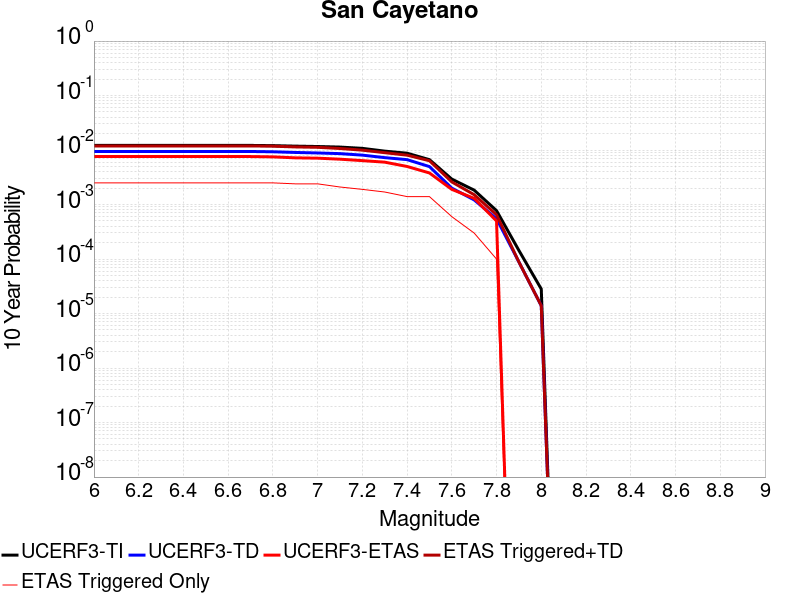 San Cayetano
10^0
10^-1
10^-2
10^-3
10^-4
10^-5
10^-6
10^-7
10^-8
10 Year Probability
6 6.2 6.4 6.6 6.8 7 7.2 7.4 7.6 7.8 8 8.2 8.4 8.6 8.8 9
Magnitude
UCERF3-TI UCERF3-TD UCERF3-ETAS ETAS Triggered+TD
ETAS Triggered Only